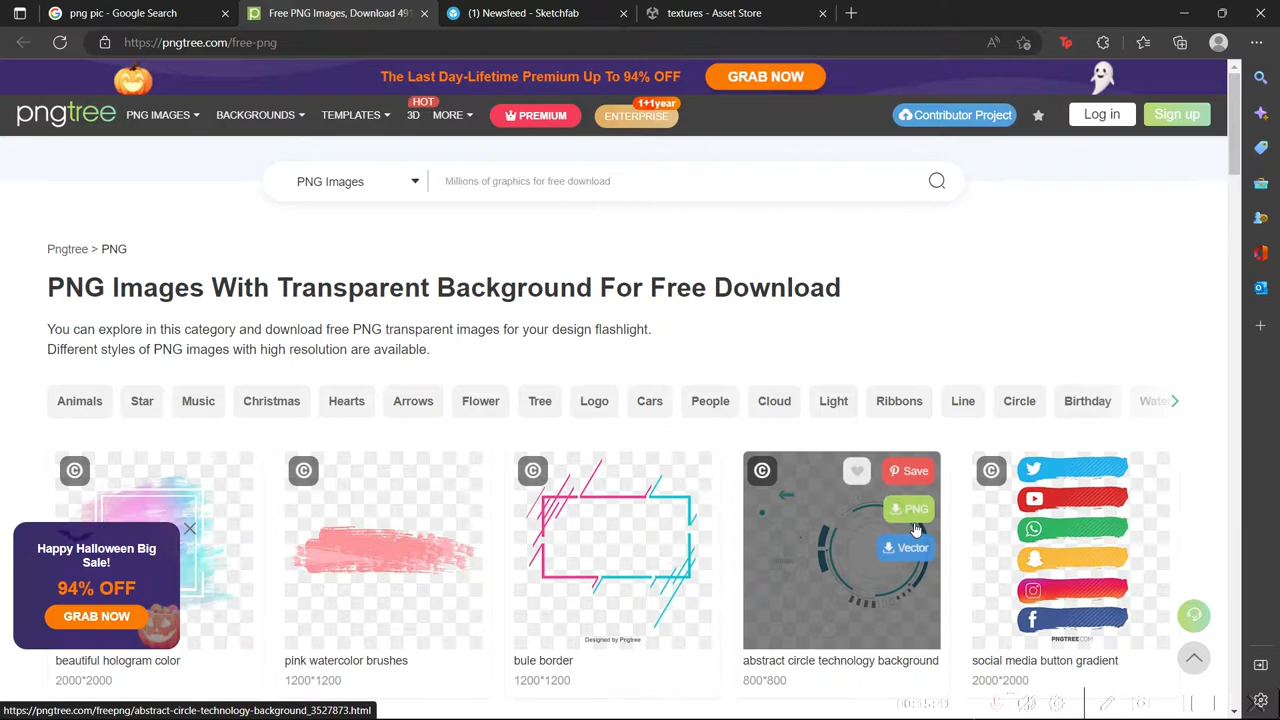 png pic - Google Search
Free PNG Images, Download 491
(1) Newsfeed - Sketchfab
textures - Asset Store
https://pngtree.com/free-png
The Last Day-Lifetime Premium Up To 94% OFF
GRAB NOW
pngtree
PNG IMAGES
BACKGROUNDS
TEMPLATES
HOT
3D
MORE
PREMIUM
1+1year
ENTERPRISE
Contributor Project
Log in
Sign up
PNG Images
Millions of graphics for free download
Pngtree > PNG
PNG Images With Transparent Background For Free Download
You can explore in this category and download free PNG transparent images for your design flashlight.
Different styles of PNG images with high resolution are available.
Animals
Star
Music
Christmas
Hearts
Arrows
Flower
Tree
Logo
Cars
People
Cloud
Light
Ribbons
Line
Circle
Birthday
Save
PNG
Vector
Designed by Pngtree
PNGTREE.COM
Happy Halloween Big
Sale!
94% OFF
GRAB NOW
beautiful hologram color
2000*2000
pink watercolor brushes
1200*1200
bule border
1200*1200
abstract circle technology background
800*800
social media button gradient
2000*2000
https://pngtree.com/freepng/abstract-circle-technology-background_3527873.html